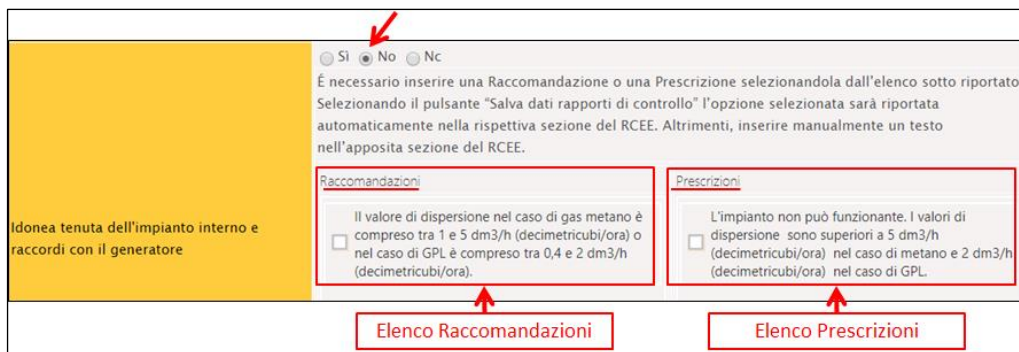 Sì No Nc
É necessario inserire una Raccomandazione o una Prescrizione selezionandola dall'elenco sotto riportato
Selezionando il pulsante "Salva dati rapporti di controllo" l'opzione selezionata sarà riportata
automaticamente nella rispettiva sezione del RCEE. Altrimenti, inserire manualmente un testo
nell'apposita sezione del RCEE.
Idonea tenuta dell'impianto interno e
raccordi con il generatore
Raccomandazioni
Il valore di dispersione nel caso di gas metano è
compreso tra 1 e 5 dm3/h (decimetricubi/ora) o
nel caso di GPL è compreso tra 0,4 e 2 dm3/h
(decimetricubi/ora).
Prescrizioni
L'impianto non può funzionante. I valori di
dispersione sono superiori a 5 dm3/h
(decimetricubi/ora) nel caso di metano e 2 dm3/h
(decimetricubi/ora) nel caso di GPL.
Elenco Raccomandazioni
Elenco Prescrizioni